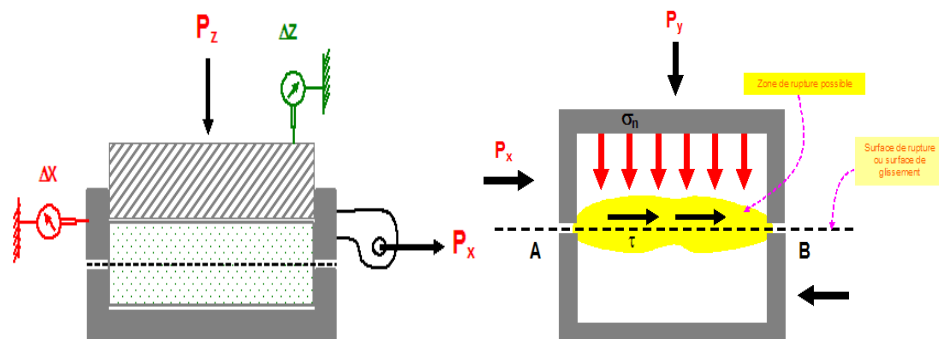 P_z
ΔZ
ΔX
P_x
P_y
Zone de rupture possible
σ_n
P_x
Surface de rupture
ou surface de
glissement
A
τ
B